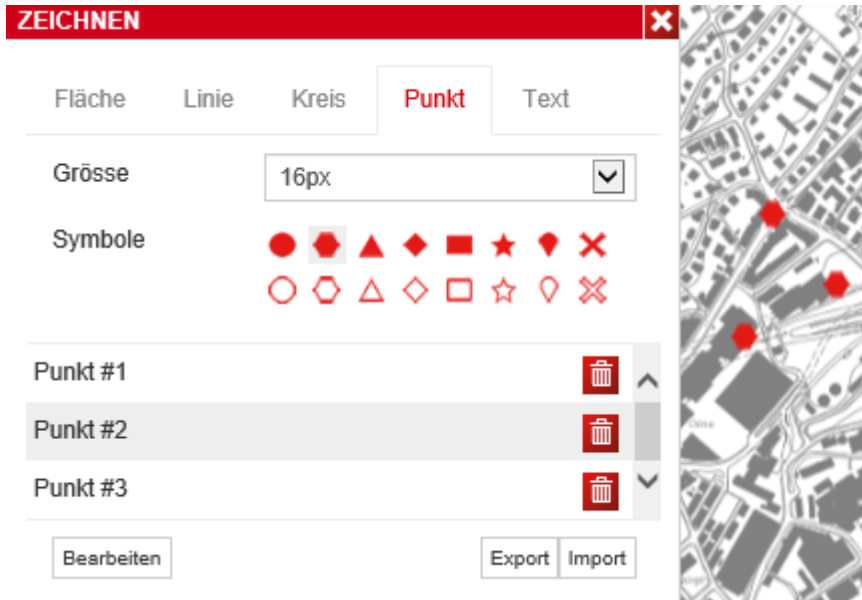 ZEICHNEN
Fläche Linie Kreis Punkt Text
Grösse 16px
Symbole
Punkt #1
Punkt #2
Punkt #3
Bearbeiten Export Import